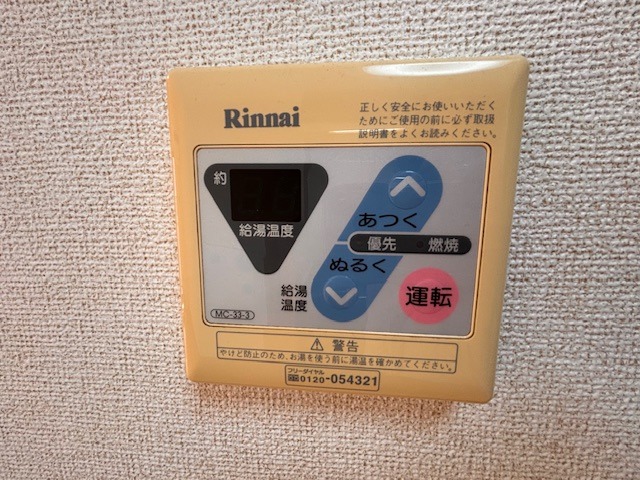 Rinnai
正しく安全にお使いいただく
ためにご使用の前に必ず取扱
説明書をよくお読みください。
約
給湯温度
あつく
優先 燃焼
ぬるく
給湯
温度
運転
MC-33-3
⚠警告
やけど防止のため、お湯を使う前に湯温を確かめてください。
フリーダイヤル
0120-054321